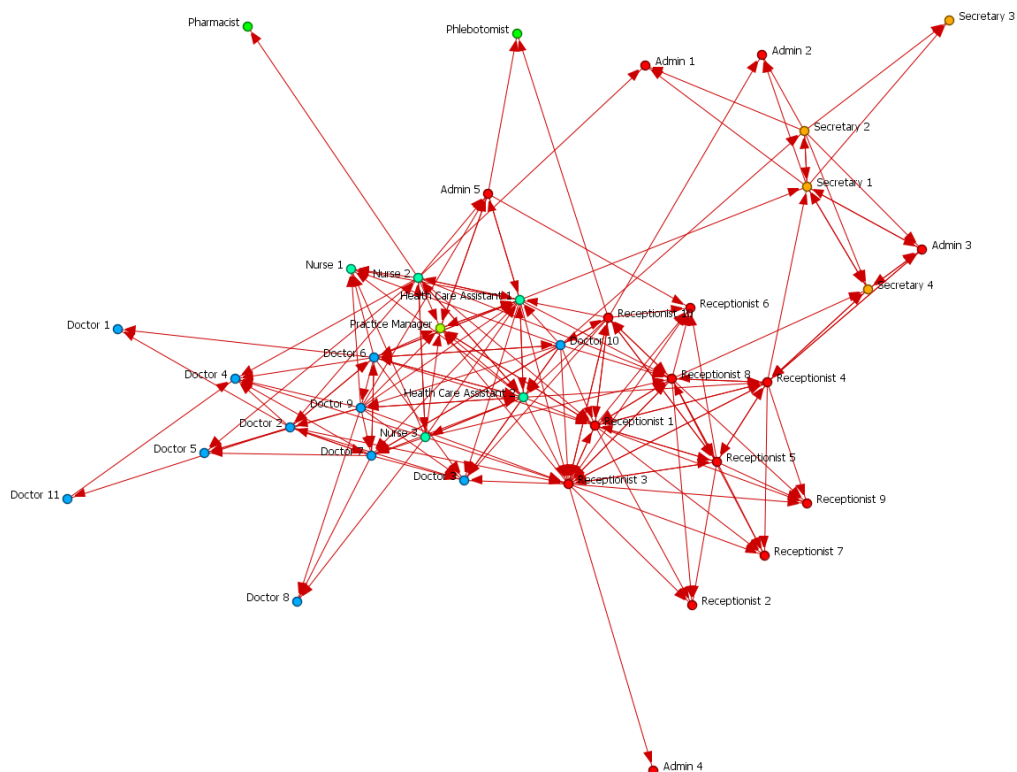 Secretary 3
Pharmacist
Phlebotomist
Admin 2
Admin 1
Secretary 2
Secretary 1
Admin 5
Admin 3
Nurse 1
Nurse 2
Secretary 4
Health Care Assistant 1
Receptionist 6
Receptionist 10
Doctor 1
Practice Manager
Doctor 10
Doctor 6
Doctor 4
Receptionist 8
Receptionist 4
Health Care Assistant 2
Doctor 9
Receptionist 1
Doctor 2
Nurse 3
Doctor 5
Doctor 7
Receptionist 5
Doctor 3
Receptionist 3
Doctor 11
Receptionist 9
Receptionist 7
Doctor 8
Receptionist 2
Admin 4